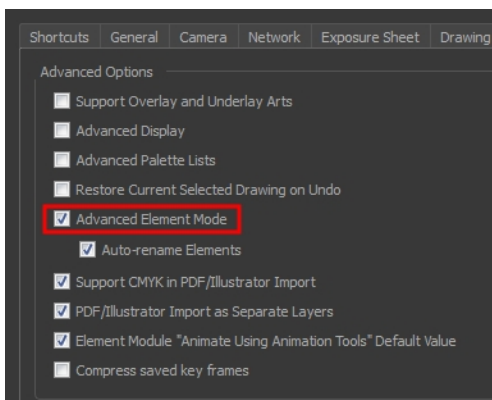 Shortcuts General Camera Network Exposure Sheet Drawing
Advanced Options
Support Overlay and Underlay Arts
Advanced Display
Advanced Palette Lists
Restore Current Selected Drawing on Undo
Advanced Element Mode
Auto-rename Elements
Support CMYK in PDF/Illustrator Import
PDF/Illustrator Import as Separate Layers
Element Module "Animate Using Animation Tools" Default Value
Compress saved key frames